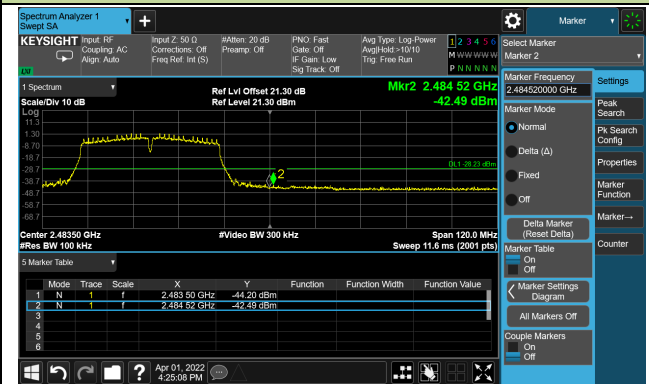 Spectrum Analyzer 1
Swept SA
Marker
KEYSIGHT
Input: RF
Coupling: AC
Align: Auto
Input Z: 50 Ω
Corrections: Off
Freq Ref: Int (S)
#Atten: 20 dB
Preamp: Off
PNO: Fast
Gate: Off
IF Gain: Low
Sig Track: Off
Avg Type: Log-Power
Avg|Hold:>10/10
Trig: Free Run
1 2 3 4 5 6
M W W W W W
P N N N N N
LXI
Select Marker
Marker 2
1 Spectrum
Scale/Div 10 dB
Ref Lvl Offset 21.30 dB
Ref Level 21.30 dBm
Mkr2 2.484 52 GHz
-42.49 dBm
Log
11.3
1.30
-8.70
-18.7
-28.7
-38.7
-48.7
-58.7
-68.7
DL1 -28.23 dBm
2
Center 2.48350 GHz
#Res BW 100 kHz
#Video BW 300 kHz
Span 120.0 MHz
Sweep 11.6 ms (2001 pts)
5 Marker Table
Mode Trace Scale X Y Function Function Width Function Value
1 N 1 f 2.483 50 GHz -44.20 dBm
2 N 1 f 2.484 52 GHz -42.49 dBm
3
4
5
6
Marker Frequency
2.484520000 GHz
Marker Mode
Normal
Delta (Δ)
Fixed
Off
Delta Marker
(Reset Delta)
Marker Table
On
Off
Marker Settings
Diagram
All Markers Off
Couple Markers
On
Off
Settings
Peak
Search
Pk Search
Config
Properties
Marker
Function
Marker→
Counter
Apr 01, 2022
4:25:08 PM